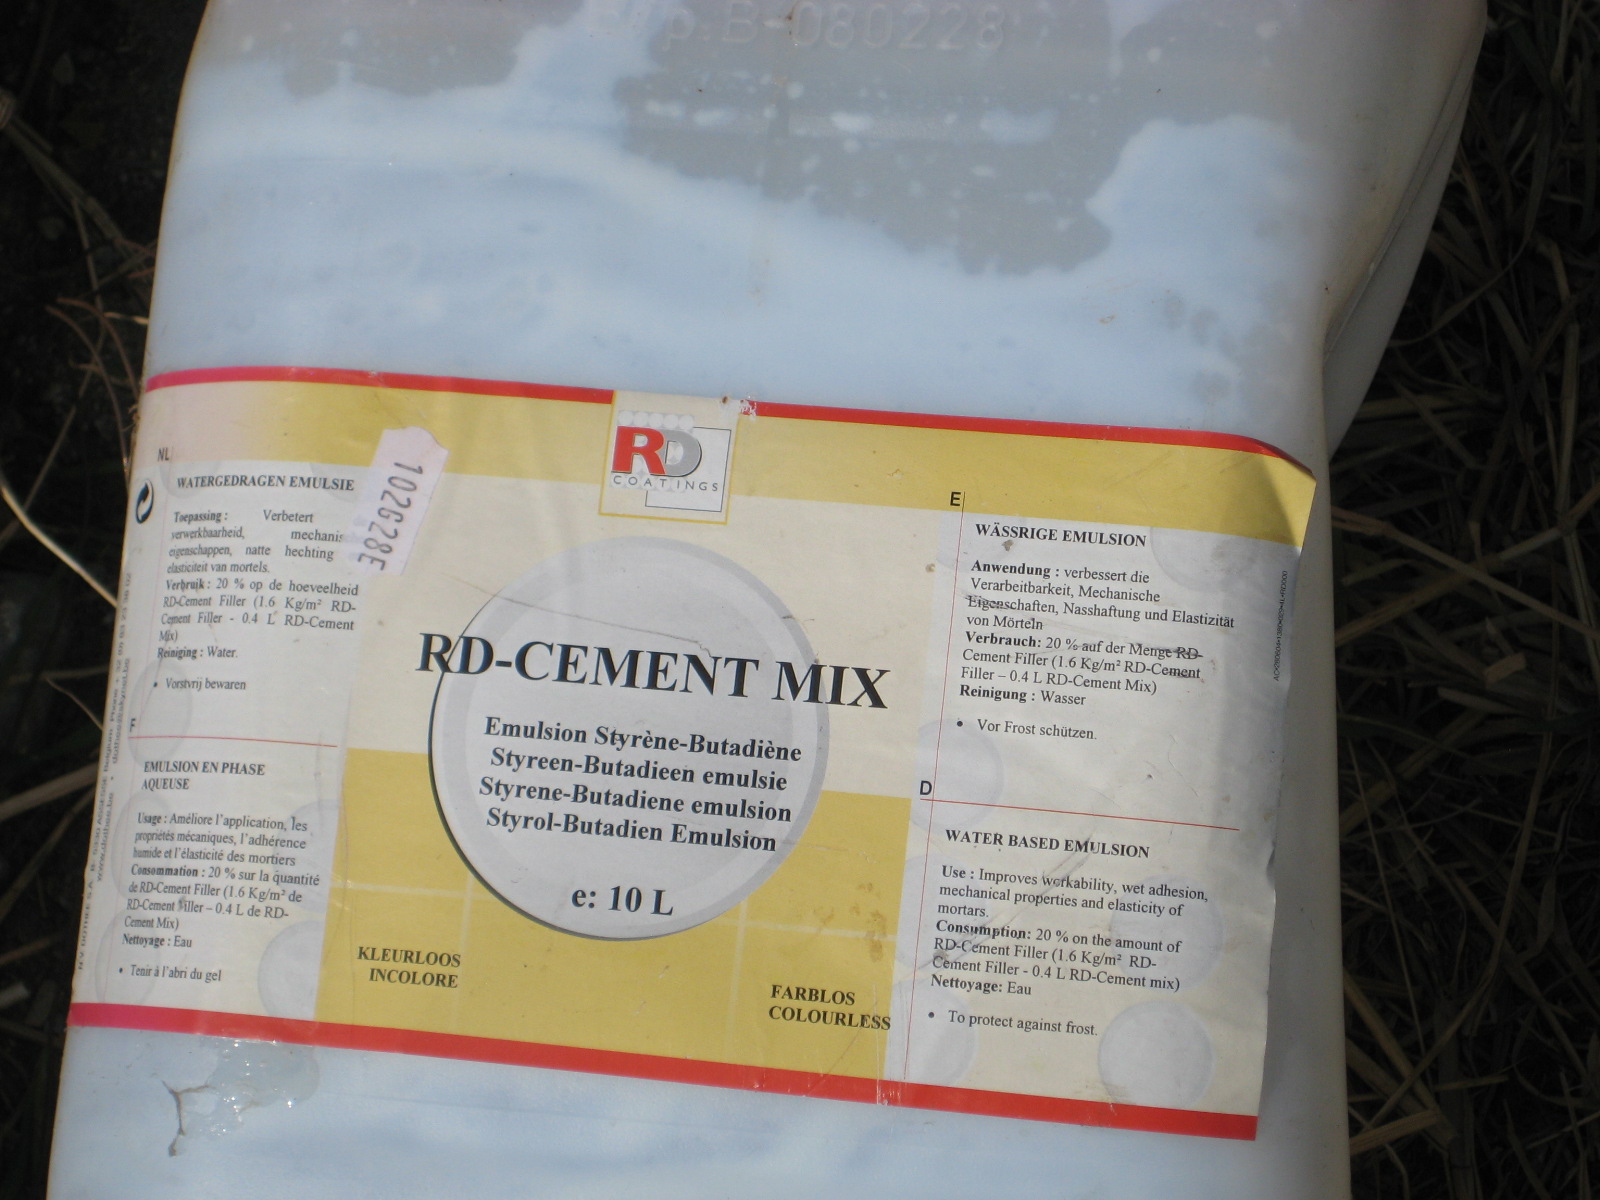 p.B-080228
RD
COATINGS
1026283E
NL
WATERGEDRAGEN EMULSIE
Toepassing : Verbetert
verwerkbaarheid, mechanis
eigenschappen, natte hechting
elasticiteit van mortels.
Verbruik : 20 % op de hoeveelheid
RD-Cement Filler (1.6 Kg/m² RD-
Cement Filler - 0.4 L RD-Cement
Mix)
Reiniging : Water.
• Vorstvrij bewaren
F
EMULSION EN PHASE
AQUEUSE
Usage : Améliore l'application, les
propriétés mécaniques, l'adhérence
humide et l'élasticité des mortiers
Consommation : 20 % sur la quantité
de RD-Cement Filler (1.6 Kg/m² de
RD-Cement Filler – 0.4 L de RD-
Cement Mix)
Nettoyage : Eau
• Tenir à l'abri du gel
RD-CEMENT MIX
Emulsion Styrène-Butadiène
Styreen-Butadieen emulsie
Styrene-Butadiene emulsion
Styrol-Butadien Emulsion
e: 10 L
KLEURLOOS
INCOLORE
FARBLOS
COLOURLESS
E
WÄSSRIGE EMULSION
Anwendung : verbessert die
Verarbeitbarkeit, Mechanische
Eigenschaften, Nasshaftung und Elastizität
von Mörteln
Verbrauch: 20 % auf der Menge RD-
Cement Filler (1.6 Kg/m² RD-Cement
Filler – 0.4 L RD-Cement Mix)
Reinigung : Wasser
• Vor Frost schützen.
D
WATER BASED EMULSION
Use : Improves workability, wet adhesion,
mechanical properties and elasticity of
mortars.
Consumption: 20 % on the amount of
RD-Cement Filler (1.6 Kg/m² RD-
Cement Filler - 0.4 L RD-Cement mix)
Nettoyage: Eau
• To protect against frost.